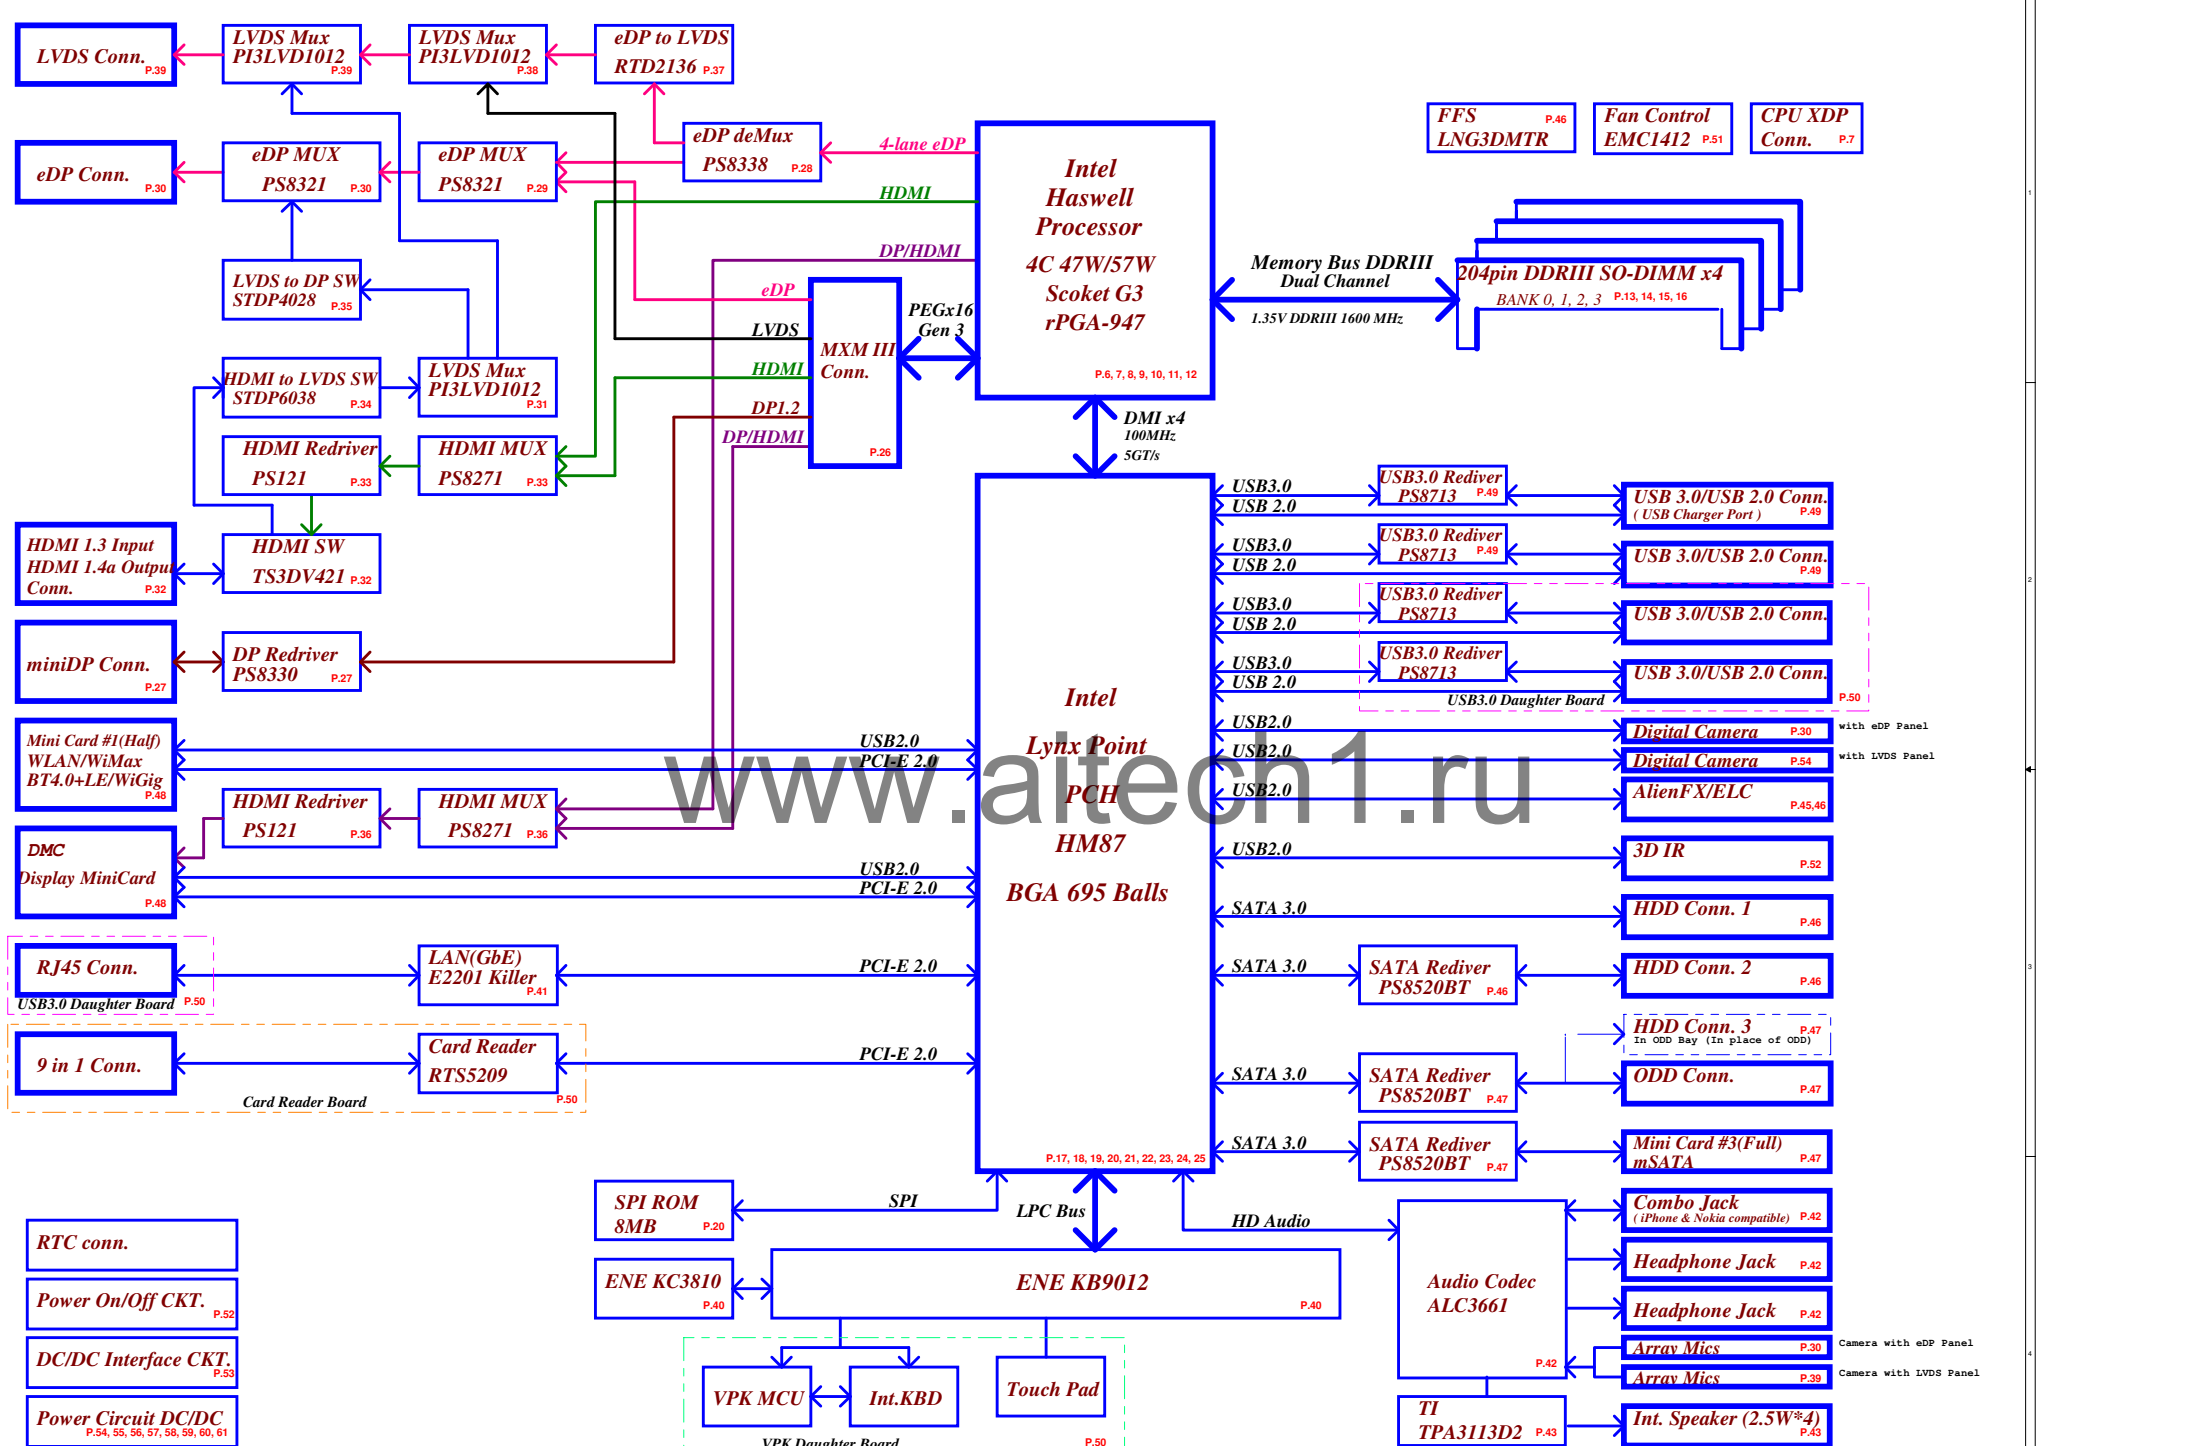 LVDS Conn.
P.39
LVDS Mux
PI3LVD1012
P.39
LVDS Mux
PI3LVD1012
P.38
eDP to LVDS
RTD2136 P.37
eDP Conn.
P.30
eDP MUX
PS8321 P.30
eDP MUX
PS8321 P.29
eDP deMux
PS8338 P.28
4-lane eDP
HDMI
DP/HDMI
Intel
Haswell
Processor
4C 47W/57W
Scoket G3
rPGA-947
P.6, 7, 8, 9, 10, 11, 12
FFS P.46
LNG3DMTR
Fan Control
EMC1412 P.51
CPU XDP
Conn. P.7
Memory Bus DDRIII
Dual Channel
1.35V DDRIII 1600 MHz
204pin DDRIII SO-DIMM x4
BANK 0, 1, 2, 3 P.13, 14, 15, 16
LVDS to DP SW
STDP4028
P.35
HDMI to LVDS SW
STDP6038
P.34
LVDS Mux
PI3LVD1012
P.31
eDP
LVDS
HDMI
DP1.2
DP/HDMI
MXM III
Conn.
P.26
PEGx16
Gen 3
HDMI Redriver
PS121 P.33
HDMI MUX
PS8271 P.33
DMI x4
100MHz
5GT/s
HDMI 1.3 Input
HDMI 1.4a Output
Conn. P.32
HDMI SW
TS3DV421 P.32
miniDP Conn.
P.27
DP Redriver
PS8330 P.27
Mini Card #1(Half)
WLAN/WiMax
BT4.0+LE/WiGig
P.48
USB2.0
PCI-E 2.0
HDMI Redriver
PS121 P.36
HDMI MUX
PS8271 P.36
DMC
Display MiniCard
P.48
USB2.0
PCI-E 2.0
RJ45 Conn.
USB3.0 Daughter Board P.50
LAN(GbE)
E2201 Killer
P.41
PCI-E 2.0
9 in 1 Conn.
Card Reader
RTS5209
P.50
Card Reader Board
PCI-E 2.0
Intel
Lynx Point
PCH
HM87
BGA 695 Balls
P.17, 18, 19, 20, 21, 22, 23, 24, 25
www.aitech1.ru
USB3.0
USB 2.0
USB3.0 Rediver
PS8713 P.49
USB 3.0/USB 2.0 Conn.
( USB Charger Port ) P.49
USB3.0
USB 2.0
USB3.0 Rediver
PS8713 P.49
USB 3.0/USB 2.0 Conn.
P.49
USB3.0
USB 2.0
USB3.0 Rediver
PS8713
USB 3.0/USB 2.0 Conn.
USB3.0
USB 2.0
USB3.0 Rediver
PS8713
USB 3.0/USB 2.0 Conn.
USB3.0 Daughter Board
P.50
USB2.0
Digital Camera P.30
with eDP Panel
USB2.0
Digital Camera P.54
with LVDS Panel
USB2.0
AlienFX/ELC
P.45,46
USB2.0
3D IR
P.52
SATA 3.0
HDD Conn. 1
P.46
SATA 3.0
SATA Rediver
PS8520BT P.46
HDD Conn. 2
P.46
HDD Conn. 3 P.47
In ODD Bay (In place of ODD)
SATA 3.0
SATA Rediver
PS8520BT P.47
ODD Conn.
P.47
SATA 3.0
SATA Rediver
PS8520BT P.47
Mini Card #3(Full)
mSATA P.47
SPI ROM
8MB P.20
SPI
LPC Bus
HD Audio
ENE KC3810
P.40
ENE KB9012
P.40
VPK MCU
Int.KBD
Touch Pad
VPK Daughter Board
P.50
Audio Codec
ALC3661
P.42
Combo Jack
( iPhone & Nokia compatible) P.42
Headphone Jack P.42
Headphone Jack P.42
Array Mics P.30
Camera with eDP Panel
Array Mics P.39
Camera with LVDS Panel
TI
TPA3113D2 P.43
Int. Speaker (2.5W*4)
P.43
RTC conn.
Power On/Off CKT.
P.52
DC/DC Interface CKT.
P.53
Power Circuit DC/DC
P.54, 55, 56, 57, 58, 59, 60, 61
1
2
3
4